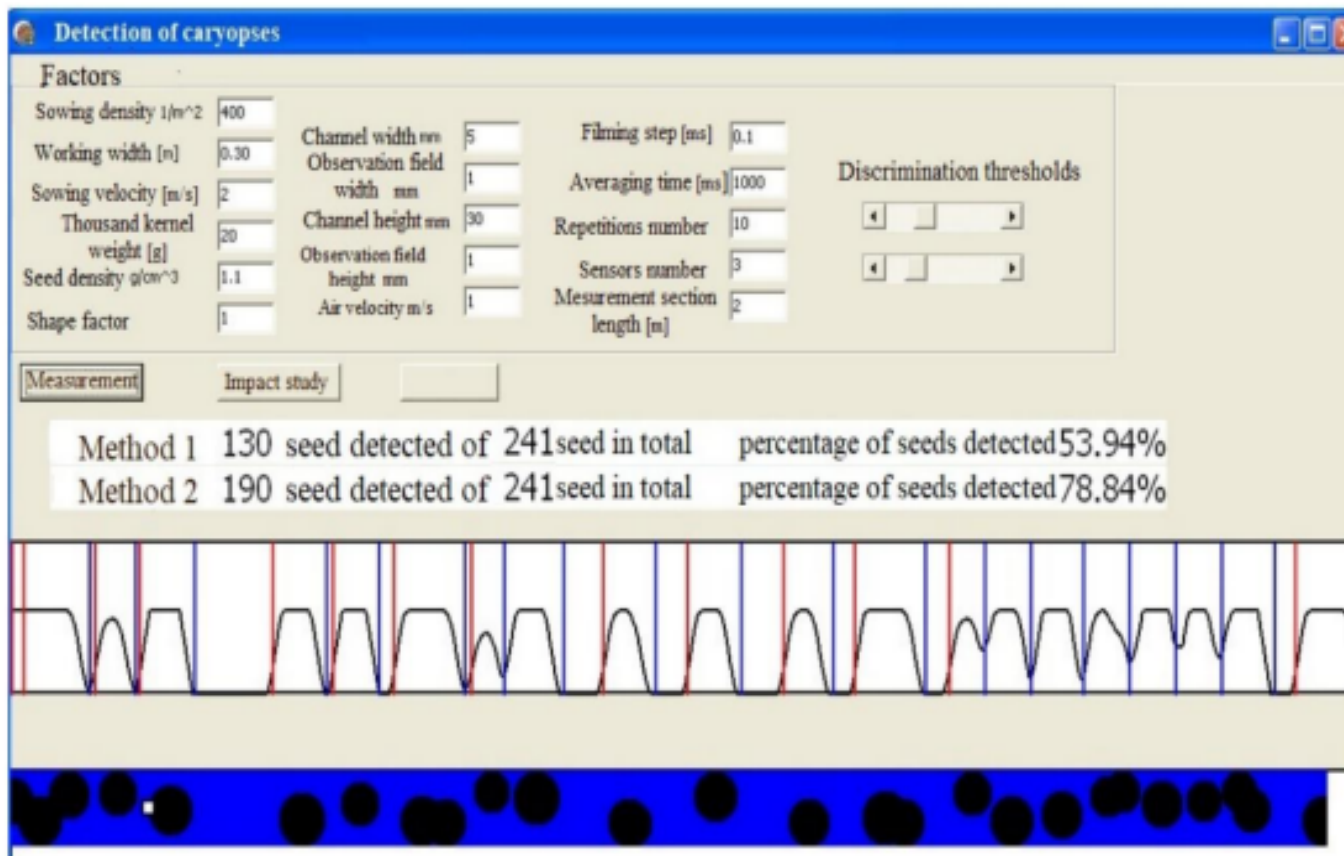 Detection of caryopses
Factors
Sowing density 1/m^2 400
Working width [m] 0.30
Sowing velocity [m/s] 2
Thousand kernel
weight [g] 20
Seed density g/cm^3 1.1
Shape factor 1
Channel width mm 5
Observation field
width mm 1
Channel height mm 30
Observation field
height mm 1
Air velocity m/s 1
Filming step [ms] 0.1
Averaging time [ms] 1000
Repetitions number 10
Sensors number 3
Mesurement section
length [m] 2
Discrimination thresholds
Measurement Impact study
Method 1 130 seed detected of 241 seed in total percentage of seeds detected 53.94%
Method 2 190 seed detected of 241 seed in total percentage of seeds detected 78.84%